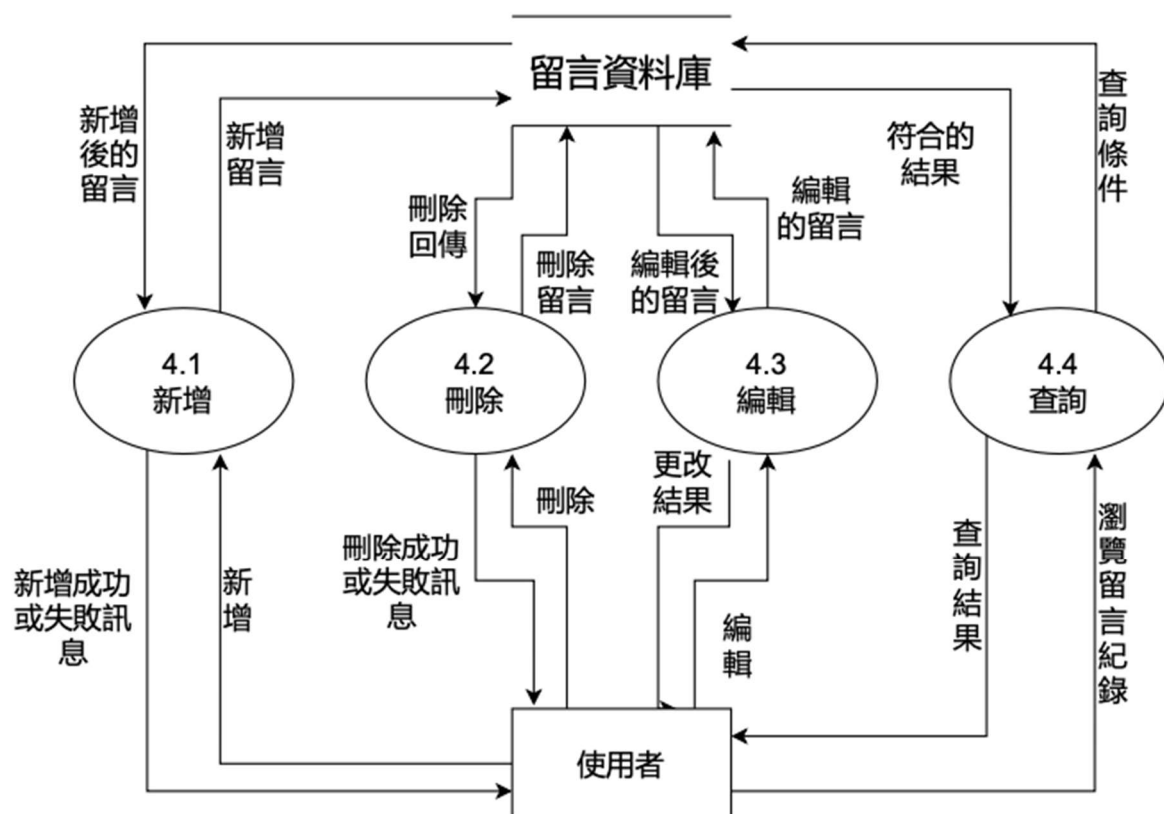 留言資料庫
新增
後的
留言
新增
留言
刪除
回傳
刪除
留言
編輯後
的留言
編輯
的留言
符合的
結果
查詢條件
4.1
新增
4.2
刪除
4.3
編輯
4.4
查詢
新增成功
或失敗訊
息
新增
刪除成功
或失敗訊
息
刪除
更改
結果
編輯
查詢結果
瀏覽留言紀錄
使用者